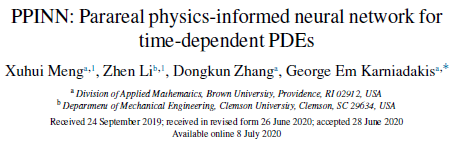 PPINN: Parareal physics-informed neural network for
time-dependent PDEs
Xuhui Meng a,1, Zhen Li b,1, Dongkun Zhang a, George Em Karniadakis a,*
a Division of Applied Mathematics, Brown University, Providence, RI 02912, USA
b Department of Mechanical Engineering, Clemson University, Clemson, SC 29634, USA
Received 24 September 2019; received in revised form 26 June 2020; accepted 28 June 2020
Available online 8 July 2020